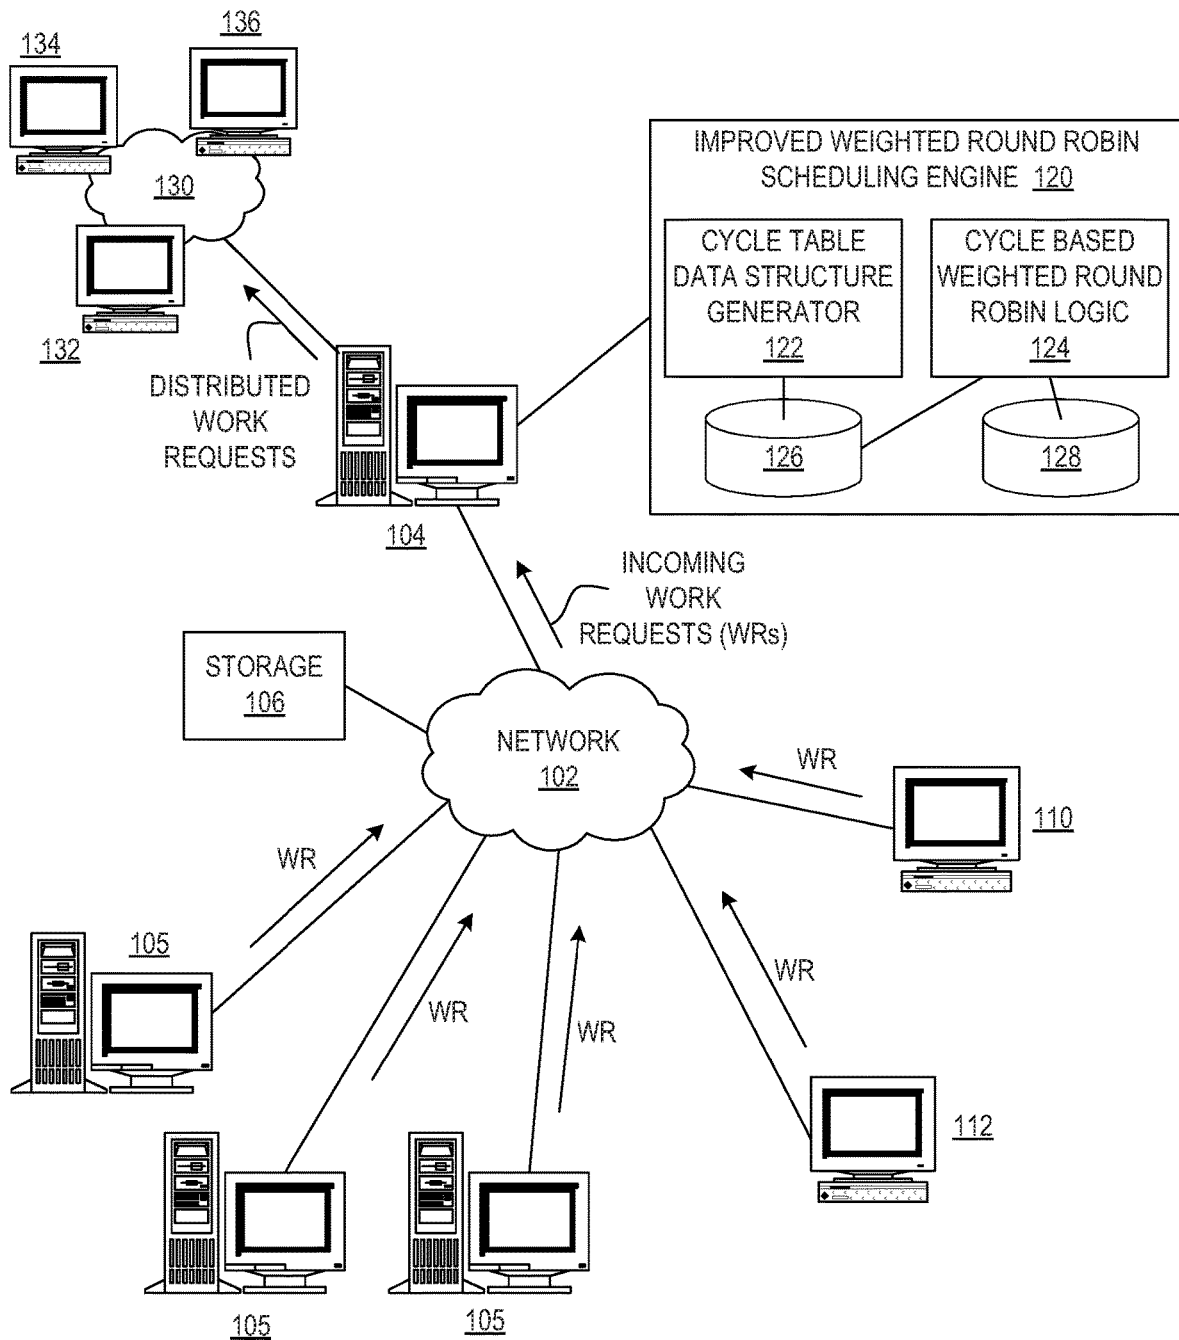 136
134
IMPROVED WEIGHTED ROUND ROBIN
SCHEDULING ENGINE 120
130
CYCLE TABLE
DATA STRUCTURE
GENERATOR
122
CYCLE BASED
WEIGHTED ROUND
ROBIN LOGIC
124
132
DISTRIBUTED
WORK
REQUESTS
126
128
104
INCOMING
WORK
REQUESTS (WRs)
STORAGE
106
NETWORK
102
WR
110
WR
105
WR
WR
WR
112
105
105